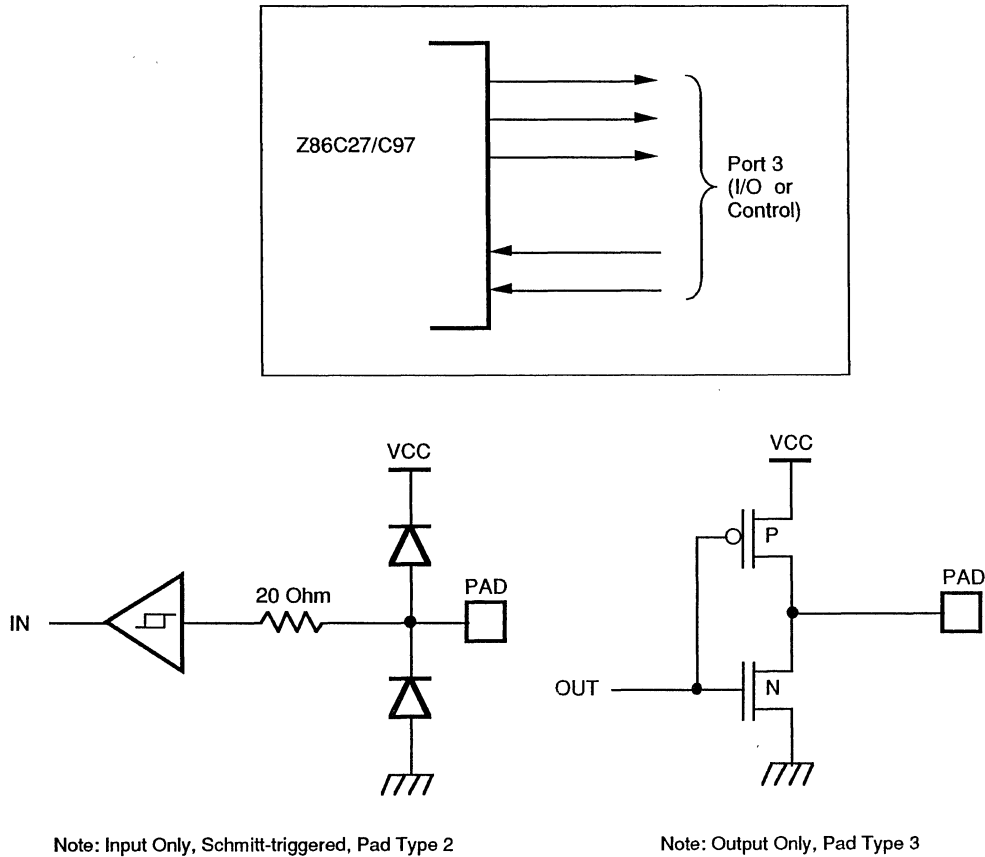 Z86C27/C97
Port 3
(I/O or
Control)
VCC
PAD
20 Ohm
IN
Note: Input Only, Schmitt-triggered, Pad Type 2
VCC
P
PAD
OUT
N
Note: Output Only, Pad Type 3